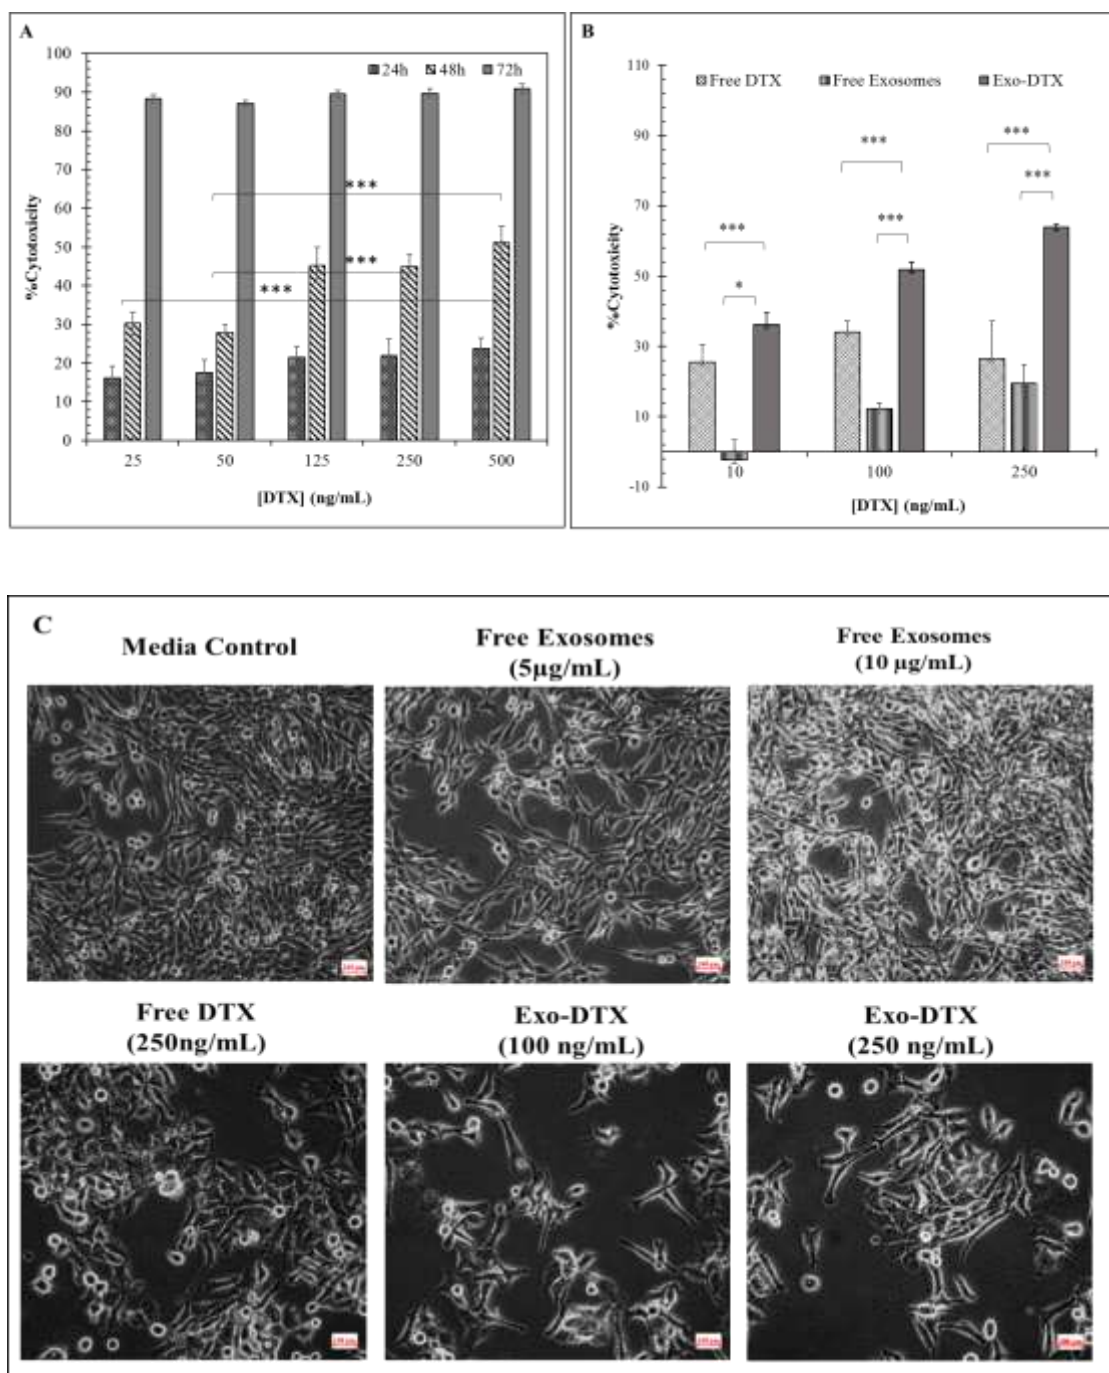 A
100
90
80
70
60
50
40
30
20
10
0
%Cytotoxicity
24h 48h 72h
***
***
***
25 50 125 250 500
[DTX] (ng/mL)
B
110
90
70
50
30
10
-10
%Cytotoxicity
Free DTX Free Exosomes Exo-DTX
***
***
***
***
***
*
10 100 250
[DTX] (ng/mL)
C
Media Control
Free Exosomes
(5µg/mL)
Free Exosomes
(10 µg/mL)
Free DTX
(250ng/mL)
Exo-DTX
(100 ng/mL)
Exo-DTX
(250 ng/mL)